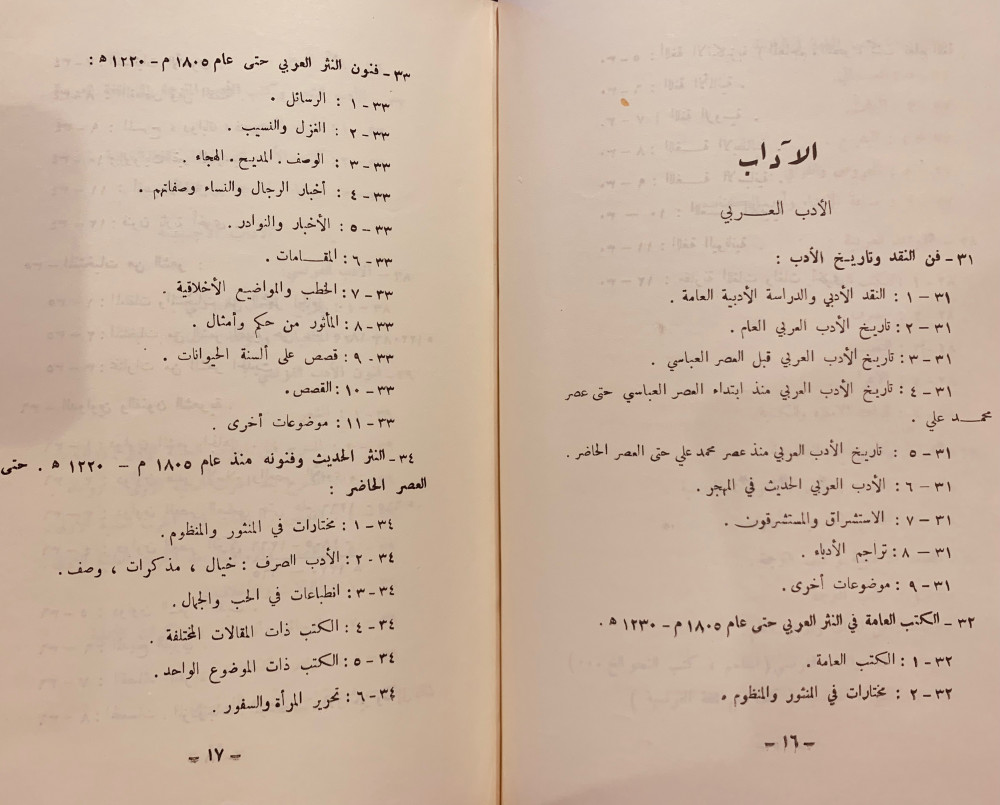 الآداب
الأدب العـربي
٣١ - فن النقد وتاريخ الأدب :
٣١ - ١ : النقد الأدبي والدراسة الأدبية العامة .
٣١ - ٢ : تاريخ الأدب العربي العام .
٣١ - ٣ : تاريخ الأدب العربي قبل العصر العباسي .
٣١ - ٤ : تاريخ الأدب العربي منذ ابتداء العصر العباسي حتى عصر
محمـد علي .
٣١ - ٥ : تاريخ الأدب العربي منذ عصر محمد علي حتى العصر الحاضر .
٣١ - ٦ : الأدب العربي الحديث في المهجر .
٣١ - ٧ : الاستشراق والمستشرقون .
٣١ - ٨ : تراجم الأدباء .
٣١ - ٩ : موضوعات أخرى .
٣٢ - الكتب العامة في النثر العربي حتى عام ١٨٠٥ م - ١٢٣٠ ه .
٣٢ - ١ : الكتب العامة .
٣٢ - ٢ : مختارات في المنثور والمنظوم .
- ١٦ -
٣٣ - فنون النثر العربي حتى عام ١٨٠٥ م - ١٢٣٠ ه :
٣٣ - ١ : الرسائل .
٣٣ - ٢ : الغزل والنسيب .
٣٣ - ٣ : الوصف . المديح . الهجاء .
٣٣ - ٤ : أخبار الرجال والنساء وصفاتهم .
٣٣ - ٥ : الأخبار والنوادر .
٣٣ - ٦ : المقـامـات .
٣٣ - ٧ : الخطب والمواضيع الأخلاقية .
٣٣ - ٨ : المأثور من حكم وأمثال .
٣٣ - ٩ : قصص على ألسنة الحيوانات .
٣٣ - ١٠ : القصص .
٣٣ - ١١ : موضوعات أخرى .
٣٤ - النثر الحديث وفنونه منذ عام ١٨٠٥ م - ١٢٢٠ ه . حتى
العصر الحاضر :
٣٤ - ١ : مختارات في المنثور والمنظوم .
٣٤ - ٢ : الأدب الصرف : خيال ، مذكرات ، وصف .
٣٤ - ٣ : انطباعات في الحب والجمال .
٣٤ - ٤ : الكتب ذات المقالات المختلفة .
٣٤ - ٥ : الكتب ذات الموضوع الواحد .
٣٤ - ٦ : تحرير المرأة والسفور .
- ١٧ -